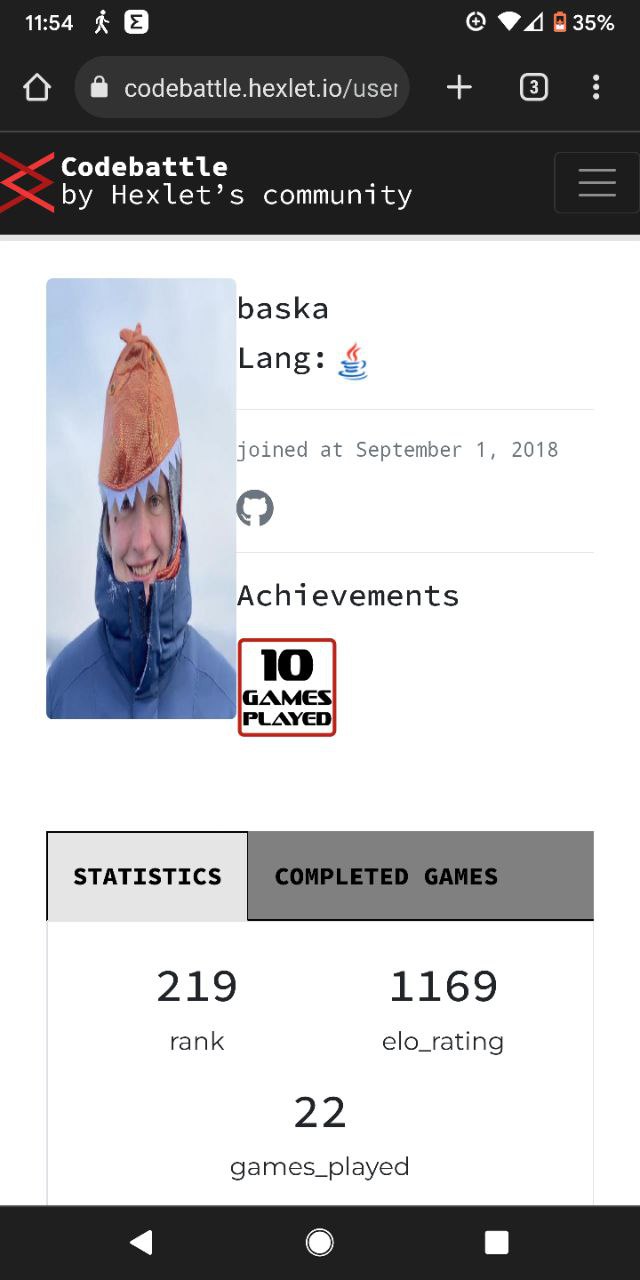 11:54 Σ 35%
codebattle.hexlet.io/user
3
Codebattle
by Hexlet’s community
baska
Lang:
joined at September 1, 2018
Achievements
10
GAMES
PLAYED
STATISTICS COMPLETED GAMES
219 1169
rank elo_rating
22
games_played